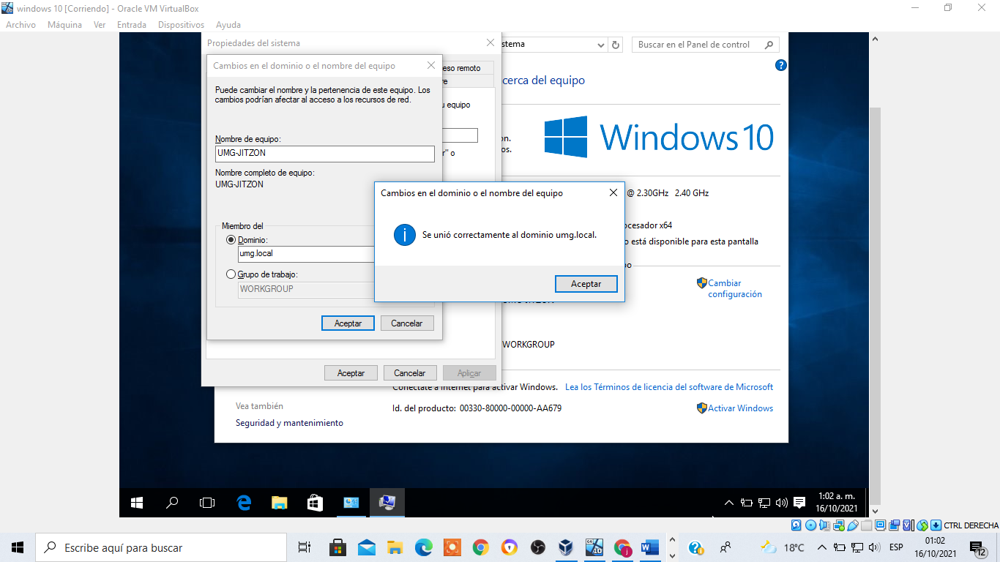 windows 10 [Corriendo] - Oracle VM VirtualBox
Archivo Máquina Ver Entrada Dispositivos Ayuda
Propiedades del sistema
stema
Buscar en el Panel de control
Cambios en el dominio o el nombre del equipo
eso remoto
re
cerca del equipo
Puede cambiar el nombre y la pertenencia de este equipo. Los
cambios podrían afectar al acceso a los recursos de red.
u equipo
Windows 10
on.
os.
r" o
Nombre de equipo:
UMG-JITZON
Nombre completo de equipo:
UMG-JITZON
Cambios en el dominio o el nombre del equipo
@ 2.30GHz 2.40 GHz
Miembro del
Dominio:
umg.local
Grupo de trabajo:
WORKGROUP
Se unió correctamente al dominio umg.local.
Aceptar
ocesador x64
o está disponible para esta pantalla
po
Cambiar
configuración
Aceptar Cancelar
WORKGROUP
Aceptar Cancelar Aplicar
Conéctate a Internet para activar Windows. Lea los Términos de licencia del software de Microsoft
Id. del producto: 00330-80000-00000-AA679
Activar Windows
Vea también
Seguridad y mantenimiento
1:02 a. m.
16/10/2021
CTRL DERECHA
Escribe aquí para buscar
18°C
ESP
01:02
16/10/2021
12